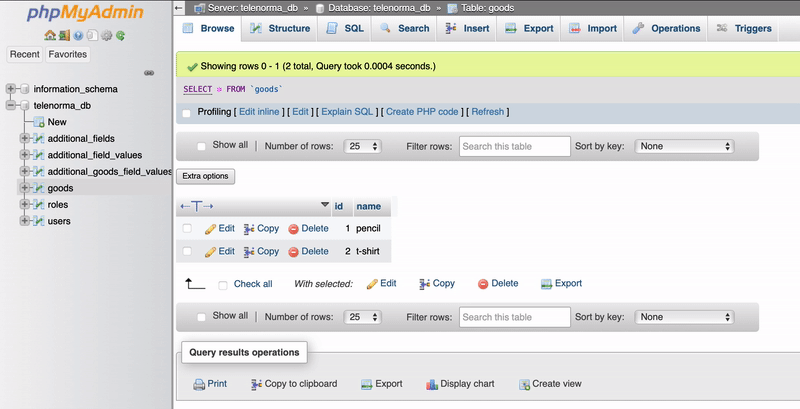 phpMyAdmin
Recent Favorites
information_schema
telenorma_db
New
additional_fields
additional_field_values
additional_goods_field_values
goods
roles
users
Server: telenorma_db » Database: telenorma_db » Table: goods
Browse Structure SQL Search Insert Export Import Operations Triggers
Showing rows 0 - 1 (2 total, Query took 0.0004 seconds.)
SELECT * FROM `goods`
Profiling [ Edit inline ] [ Edit ] [ Explain SQL ] [ Create PHP code ] [ Refresh ]
Show all | Number of rows: 25 Filter rows: Search this table Sort by key: None
Extra options
←T→ id name
Edit Copy Delete 1 pencil
Edit Copy Delete 2 t-shirt
Check all With selected: Edit Copy Delete Export
Show all | Number of rows: 25 Filter rows: Search this table Sort by key: None
Query results operations
Print Copy to clipboard Export Display chart Create view